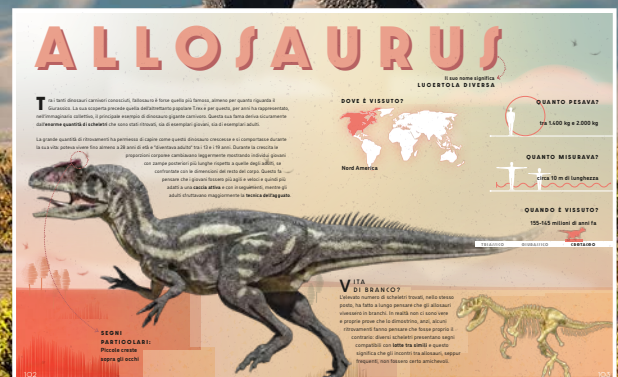 ALLOSAURUS
Il suo nome significa
LUCERTOLA DIVERSA
Tra i tanti dinosauri carnivori conosciuti, l'allosauro è forse quello più famoso, almeno per quanto riguarda il
Giurassico. La sua scoperta precede quella dell'altrettanto popolare T.rex e per questo, per anni ha rappresentato,
nell'immaginario collettivo, il principale esempio di dinosauro gigante carnivoro. Questa sua fama deriva sicuramente
dall'enorme quantità di scheletri che sono stati ritrovati, sia di esemplari giovani, sia di esemplari adulti.
La grande quantità di ritrovamenti ha permesso di capire come questo dinosauro crescesse e si comportasse durante
la sua vita: poteva vivere fino almeno a 28 anni di età e "diventava adulto" tra i 13 e i 19 anni. Durante la crescita le
proporzioni corporee cambiavano leggermente mostrando individui giovani
con zampe posteriori più lunghe rispetto a quelle degli adulti, se
confrontate con le dimensioni del resto del corpo. Questo fa
pensare che i giovani fossero più agili e veloci e quindi più
adatti a una caccia attiva e con inseguimenti, mentre gli
adulti sfruttavano maggiormente la tecnica dell'agguato.
DOVE È VISSUTO?
Nord America
QUANTO PESAVA?
tra 1.400 kg e 2.000 kg
QUANTO MISURAVA?
circa 10 m di lunghezza
QUANDO È VISSUTO?
155-145 milioni di anni fa
TRIASSICO GIURASSICO CRETACEO
SEGNI
PARTICOLARI:
Piccole creste
sopra gli occhi
VITA
DI BRANCO?
L'elevato numero di scheletri trovati, nello stesso
posto, ha fatto a lungo pensare che gli allosauri
vivessero in branchi. In realtà non ci sono vere
e proprie prove che lo dimostrino, anzi, alcuni
ritrovamenti fanno pensare che fosse proprio il
contrario: diversi scheletri presentano segni
compatibili con lotte tra simili e questo
significa che gli incontri tra allosauri, seppur
frequenti, non fossero certo amichevoli.
102
103